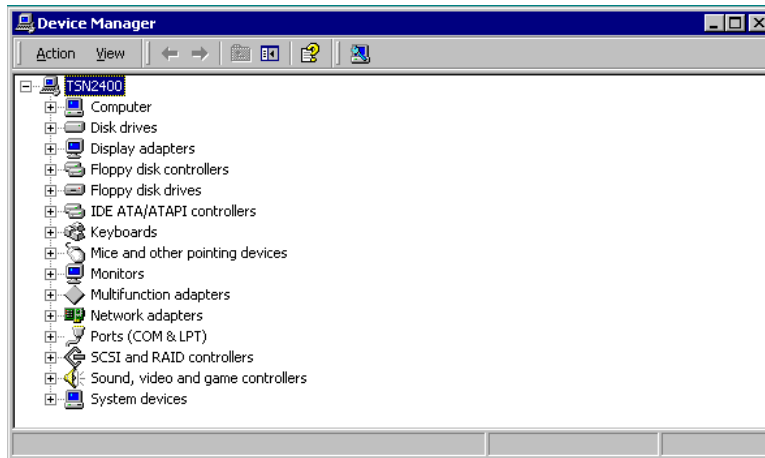 Device Manager
Action View
TSN2400
Computer
Disk drives
Display adapters
Floppy disk controllers
Floppy disk drives
IDE ATA/ATAPI controllers
Keyboards
Mice and other pointing devices
Monitors
Multifunction adapters
Network adapters
Ports (COM & LPT)
SCSI and RAID controllers
Sound, video and game controllers
System devices